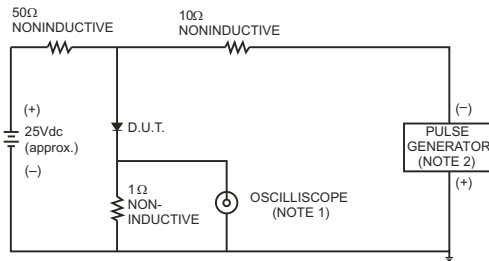 50Ω
NONINDUCTIVE
10Ω
NONINDUCTIVE
(+)
25Vdc
(approx.)
(–)
D.U.T.
1Ω
NON-
INDUCTIVE
OSCILLISCOPE
(NOTE 1)
(–)
PULSE
GENERATOR
(NOTE 2)
(+)